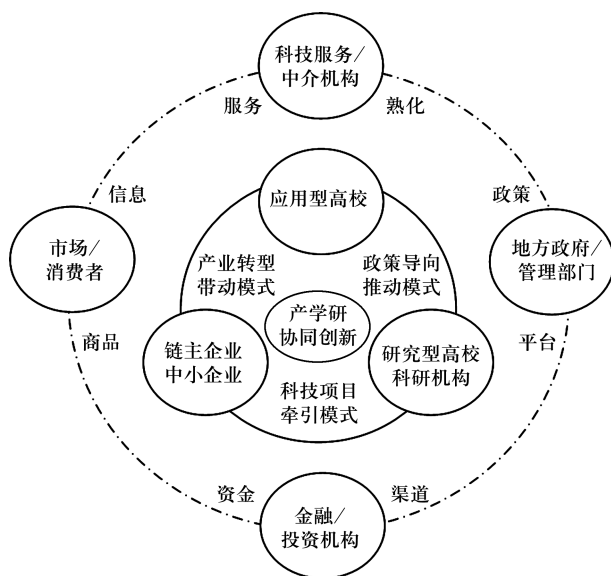 科技服务/
中介机构
服务
熟化
信息
政策
应用型高校
市场/
消费者
地方政府/
管理部门
产业转型
带动模式
政策导向
推动模式
产学研
协同创新
商品
平台
链主企业
中小企业
研究型高校
科研机构
科技项目
牵引模式
资金
渠道
金融/
投资机构